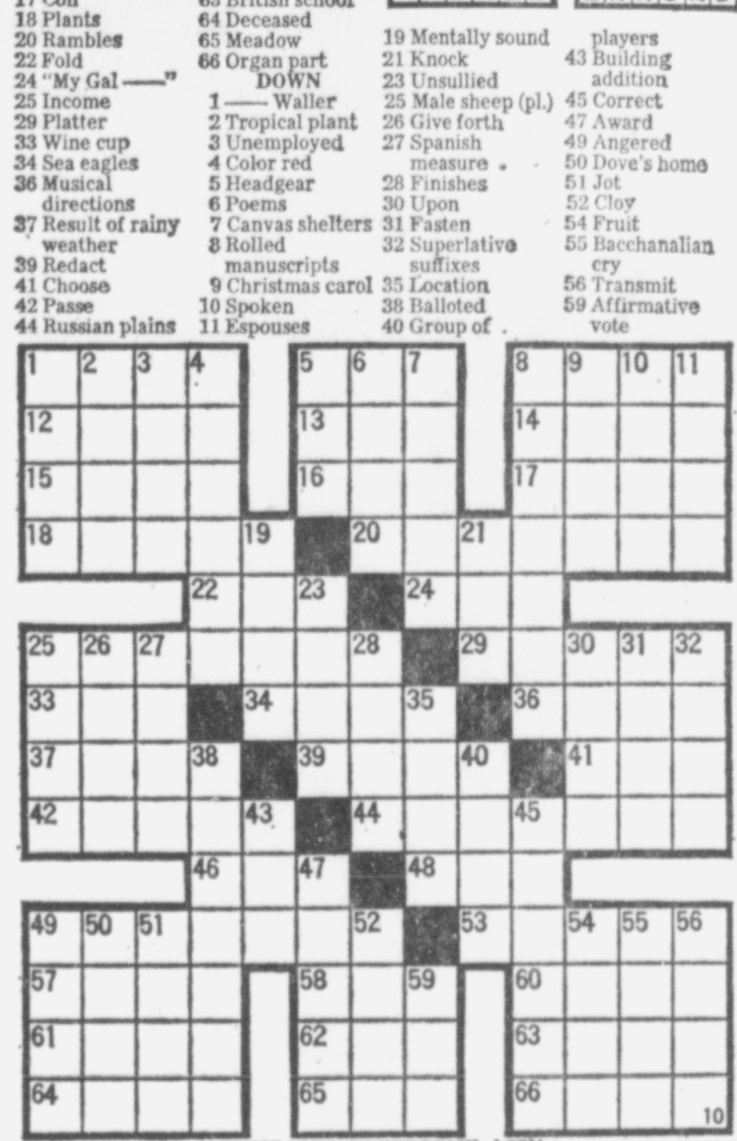 17 Coil
18 Plants
20 Rambles
22 Fold
24 "My Gal ——"
25 Income
29 Platter
33 Wine cup
34 Sea eagles
36 Musical
directions
37 Result of rainy
weather
39 Redact
41 Choose
42 Passe
44 Russian plains
63 British school
64 Deceased
65 Meadow
66 Organ part
DOWN
1 —— Waller
2 Tropical plant
3 Unemployed
4 Color red
5 Headgear
6 Poems
7 Canvas shelters
8 Rolled
manuscripts
9 Christmas carol
10 Spoken
11 Espouses
19 Mentally sound
21 Knock
23 Unsullied
25 Male sheep (pl.)
26 Give forth
27 Spanish
measure
28 Finishes
30 Upon
31 Fasten
32 Superlative
suffixes
35 Location
38 Balloted
40 Group of
players
43 Building
addition
45 Correct
47 Award
49 Angered
50 Dove's home
51 Jot
52 Cloy
54 Fruit
55 Bacchanalian
cry
56 Transmit
59 Affirmative
vote
1 2 3 4 5 6 7 8 9 10 11
12 13 14
15 16 17
18 19 20 21
22 23 24
25 26 27 28 29 30 31 32
33 34 35 36
37 38 39 40 41
42 43 44 45
46 47 48
49 50 51 52 53 54 55 56
57 58 59 60
61 62 63
64 65 66
10